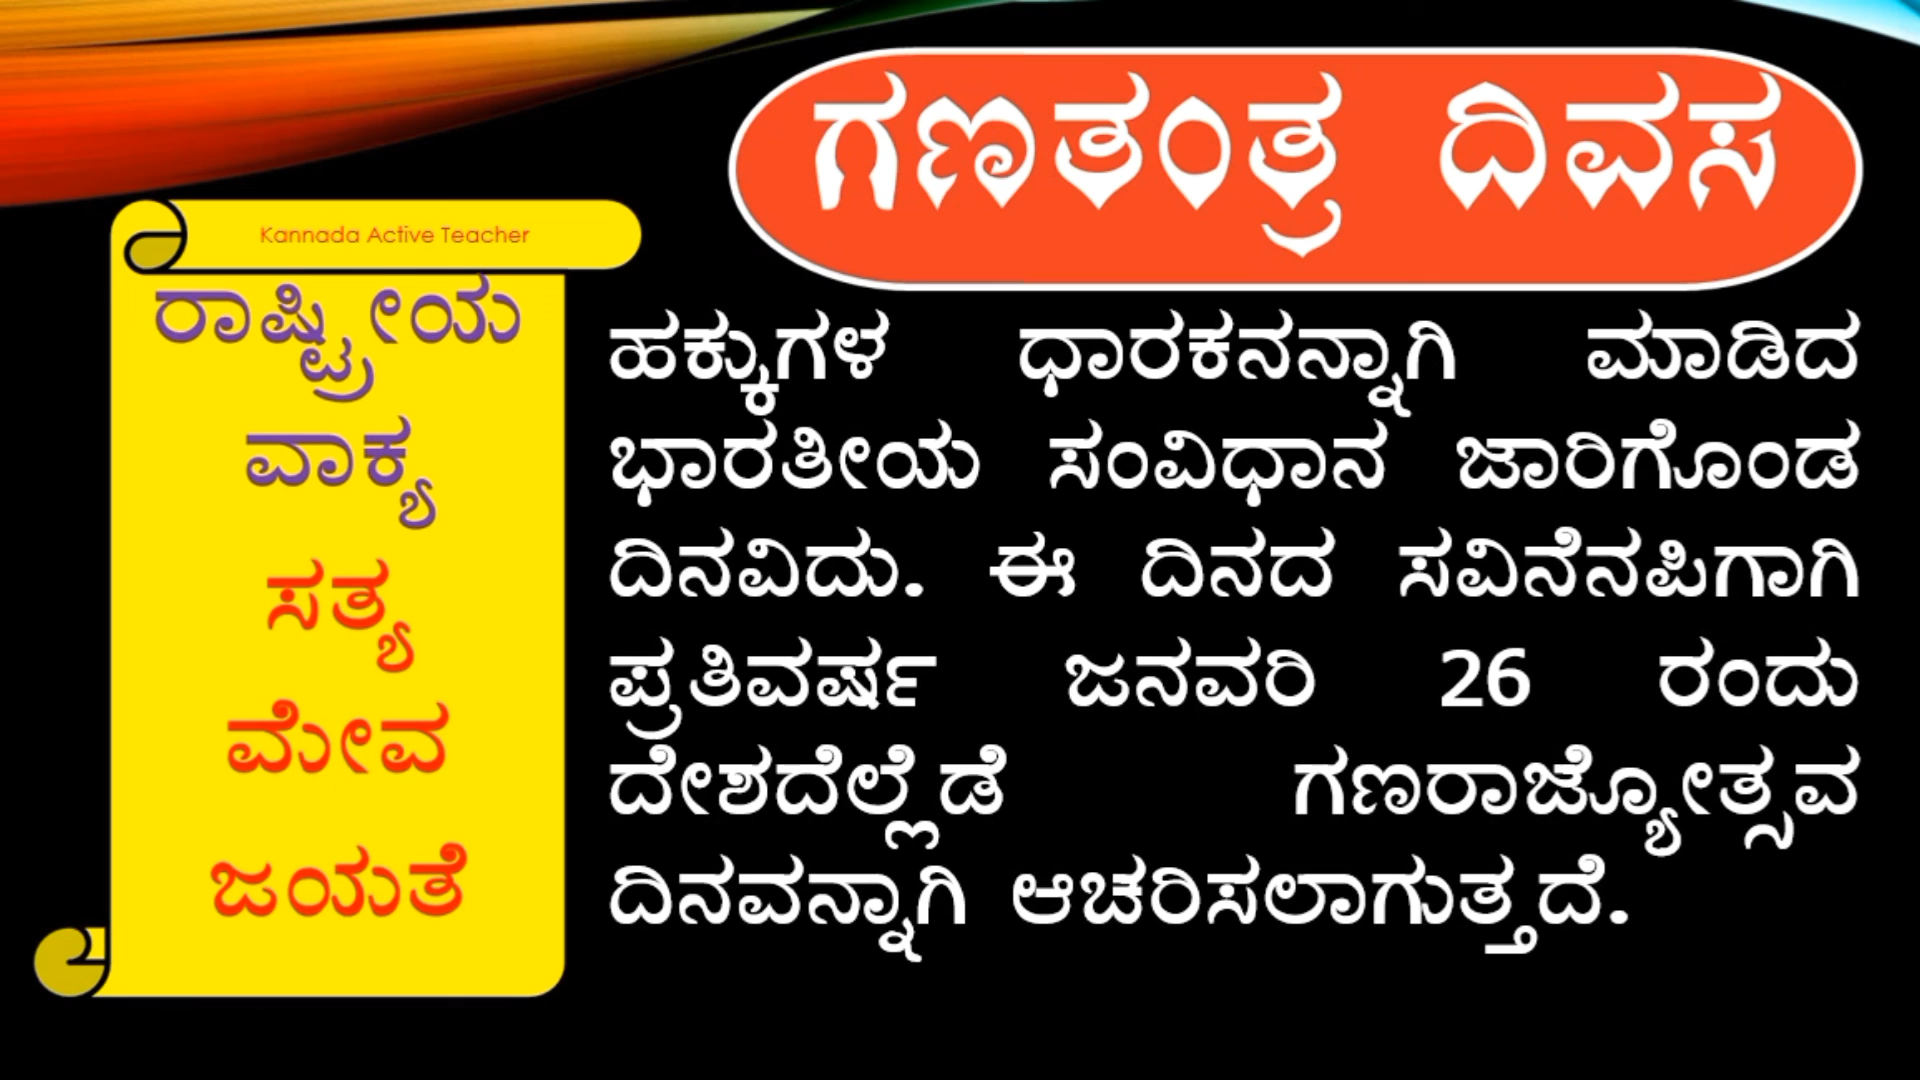 ಗಣತಂತ್ರ ದಿವಸ
Kannada Active Teacher
ರಾಷ್ಟ್ರೀಯ
ವಾಕ್ಯ
ಸತ್ಯ
ಮೇವ
ಜಯತೆ
ಹಕ್ಕುಗಳ ಧಾರಕನನ್ನಾಗಿ ಮಾಡಿದ
ಭಾರತೀಯ ಸಂವಿಧಾನ ಜಾರಿಗೊಂಡ
ದಿನವಿದು. ಈ ದಿನದ ಸವಿನೆನಪಿಗಾಗಿ
ಪ್ರತಿವರ್ಷ ಜನವರಿ 26 ರಂದು
ದೇಶದೆಲ್ಲೆಡೆ ಗಣರಾಜ್ಯೋತ್ಸವ
ದಿನವನ್ನಾಗಿ ಆಚರಿಸಲಾಗುತ್ತದೆ.